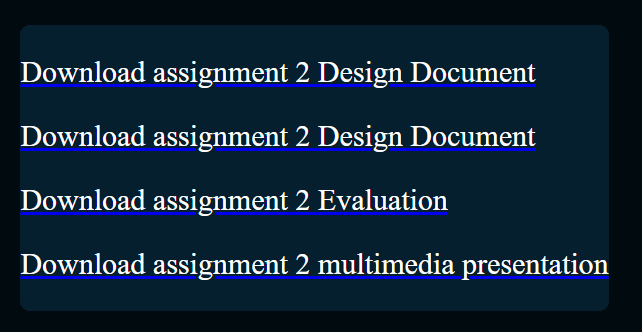 Download assignment 2 Design Document
Download assignment 2 Design Document
Download assignment 2 Evaluation
Download assignment 2 multimedia presentation